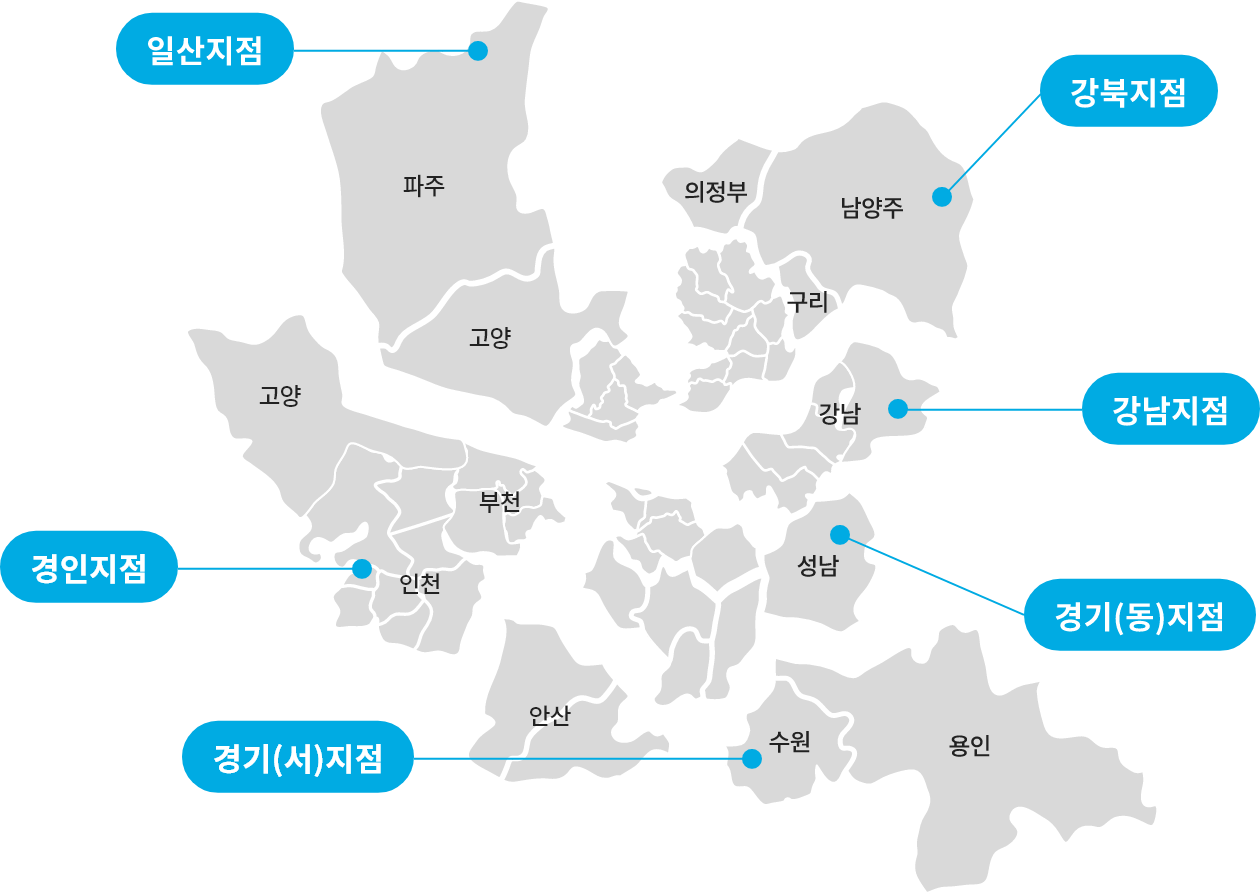 일산지점
강북지점
파주
의정부
남양주
구리
고양
고양
강남
강남지점
부천
경인지점
인천
성남
경기(동)지점
안산
수원
용인
경기(서)지점